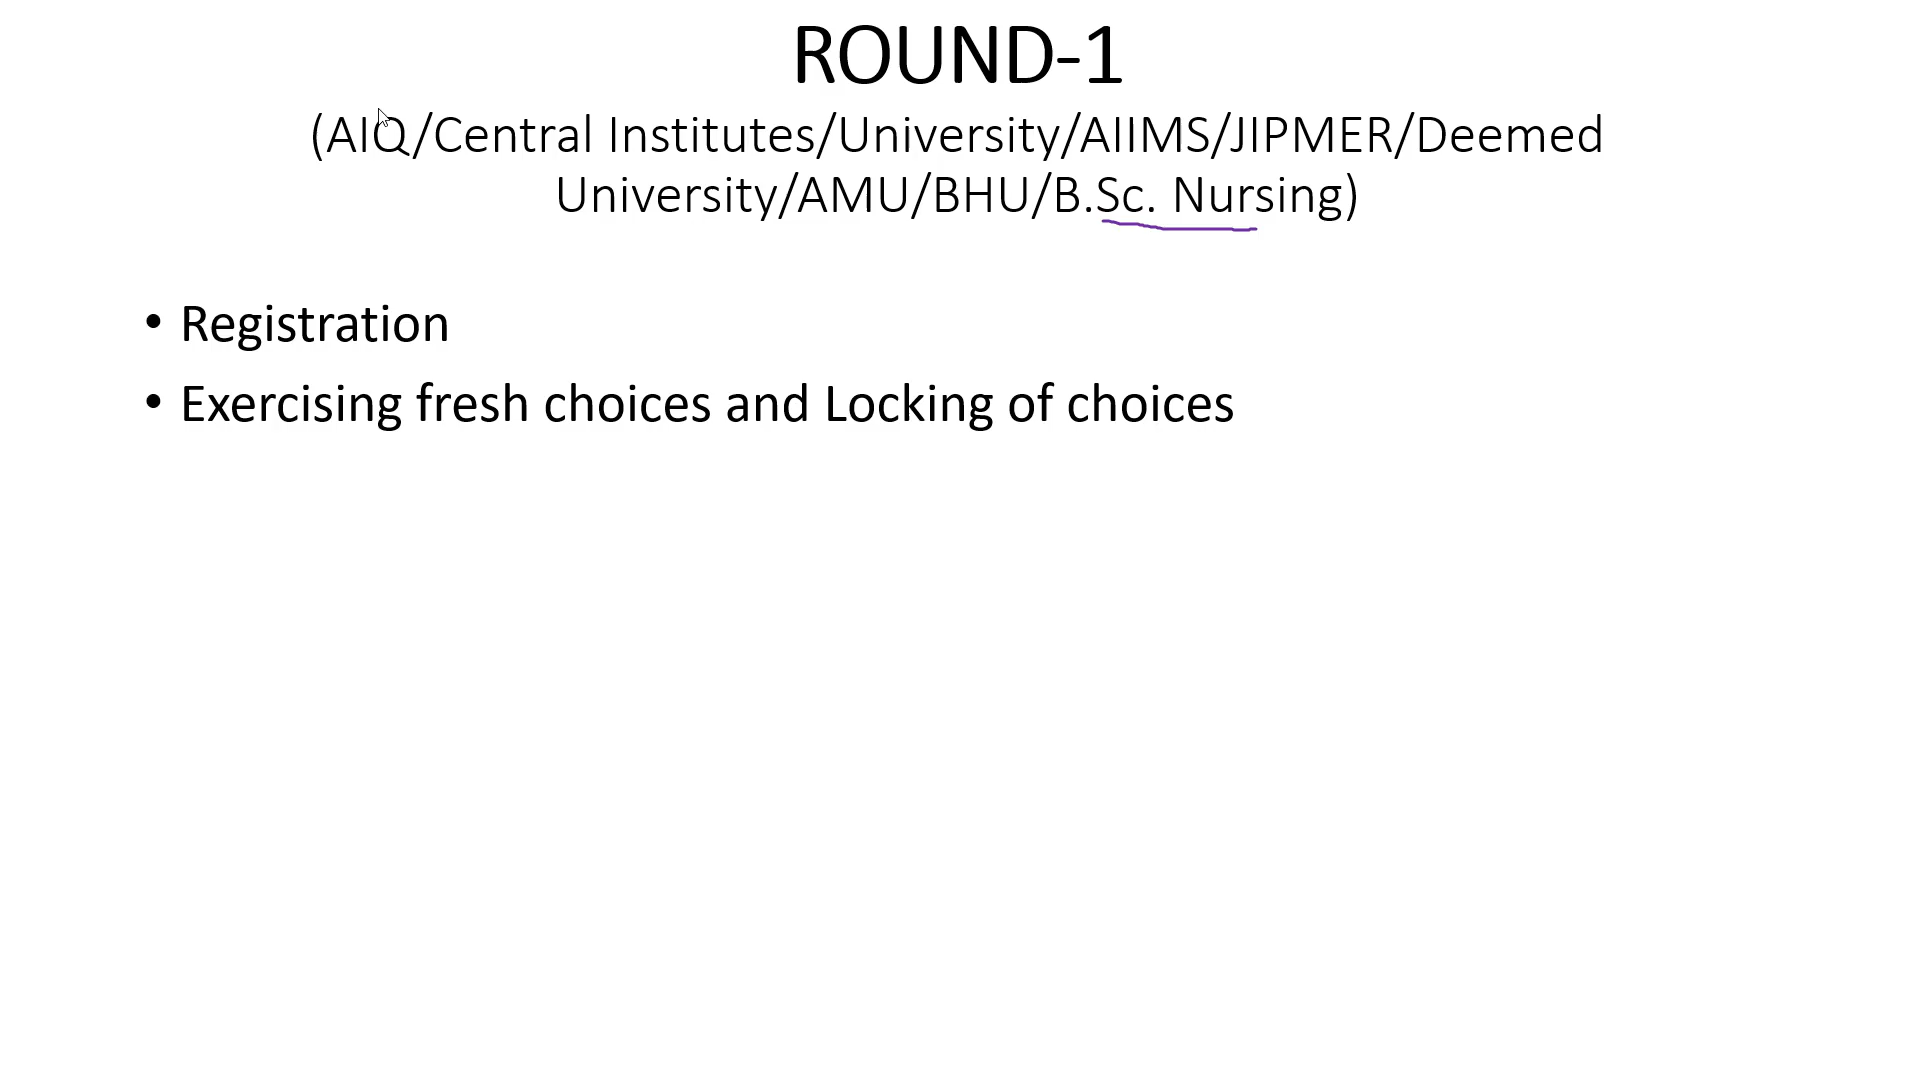 ROUND-1
(AIQ/Central Institutes/University/AIIMS/JIPMER/Deemed
University/AMU/BHU/B.Sc. Nursing)
• Registration
• Exercising fresh choices and Locking of choices